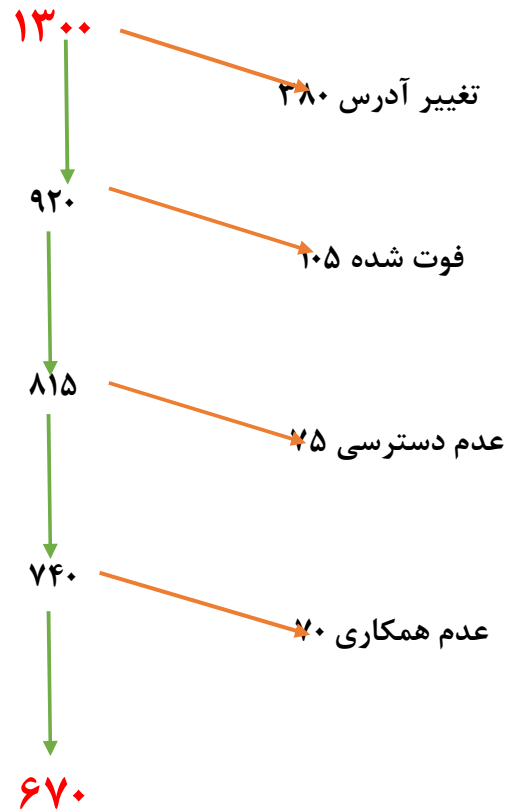 ۱۳۰۰
تغییر آدرس ۳۸۰
۹۲۰
فوت شده ۱۰۵
۸۱۵
عدم دسترسی ۷۵
۷۴۰
عدم همکاری ۷۰
۶۷۰